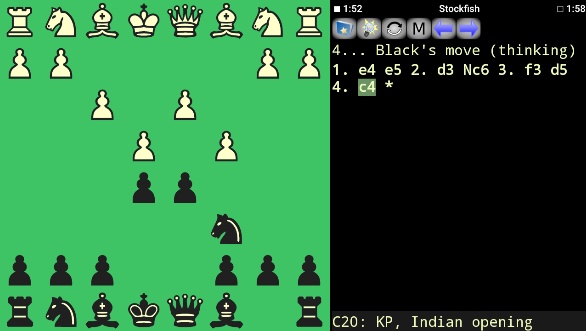 ■ 1:52 Stockfish □ 1:58
M
4... Black's move (thinking)
1. e4 e5 2. d3 Nc6 3. f3 d5
4. c4 *
C20: KP, Indian opening